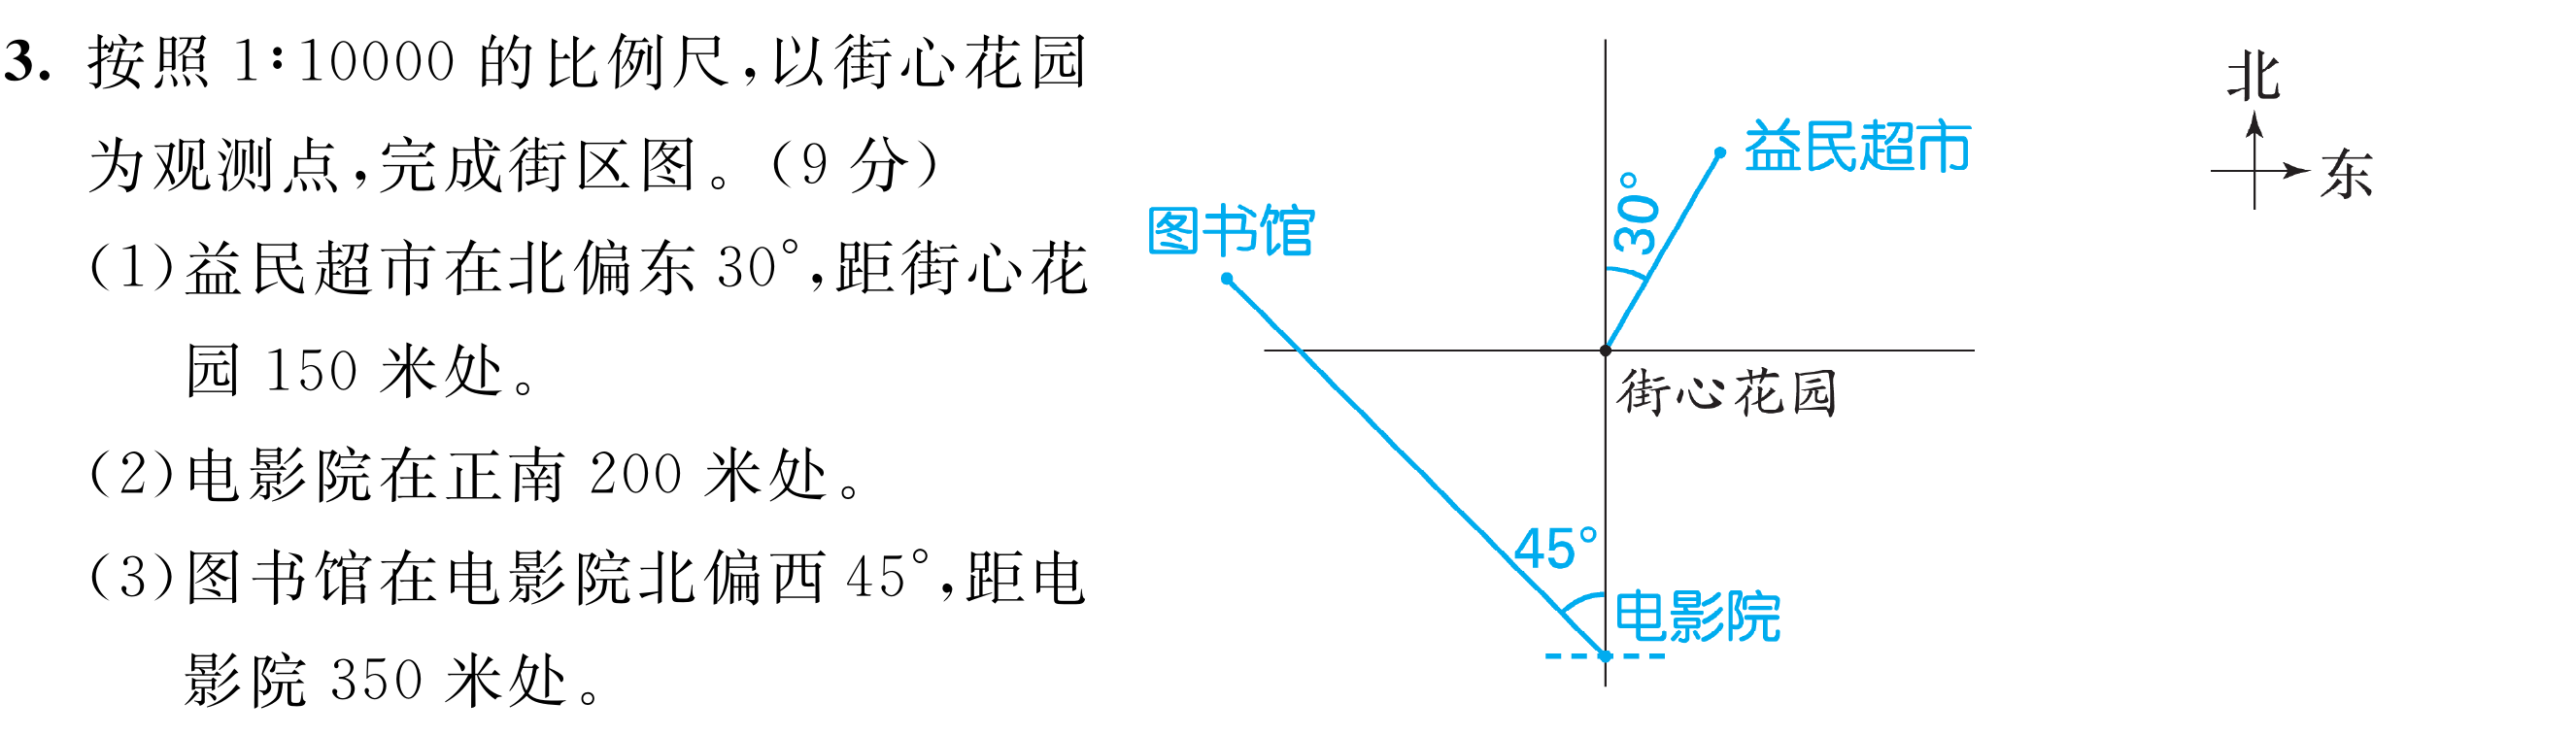 3. 按照 1∶10000 的比例尺,以街心花园
为观测点,完成街区图。(9 分)
(1)益民超市在北偏东 30°,距街心花
园 150 米处。
(2)电影院在正南 200 米处。
(3)图书馆在电影院北偏西 45°,距电
影院 350 米处。
北
东
益民超市
30°
图书馆
街心花园
45°
电影院